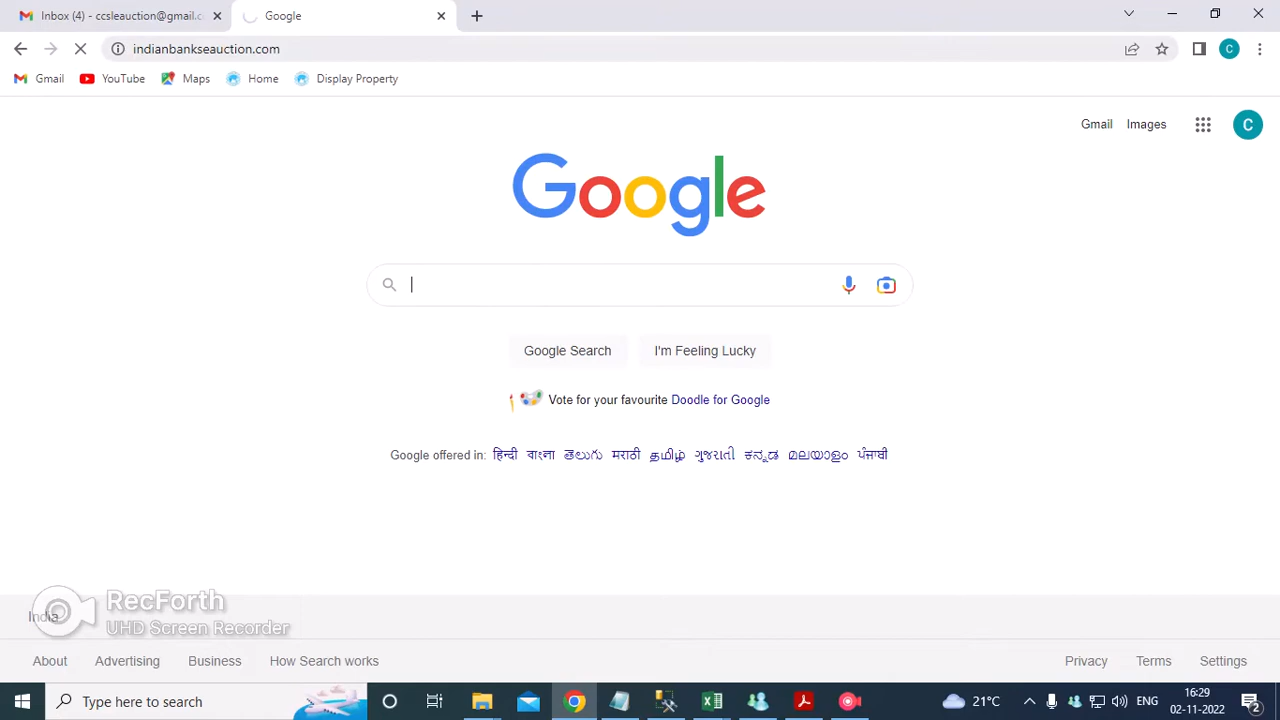 Inbox (4) - ccsleauction@gmail.c
Google
indianbankseauction.com
Gmail YouTube Maps Home Display Property
Gmail Images C
Google
Google Search I'm Feeling Lucky
Vote for your favourite Doodle for Google
Google offered in: हिन्दी বাংলা తెలుగు मराठी தமிழ் ગુજરાતી ಕನ್ನಡ മലയാളം ਪੰਜਾਬੀ
India
RecForth
UHD Screen Recorder
About Advertising Business How Search works Privacy Terms Settings
Type here to search 21°C ENG 16:29
02-11-2022 2